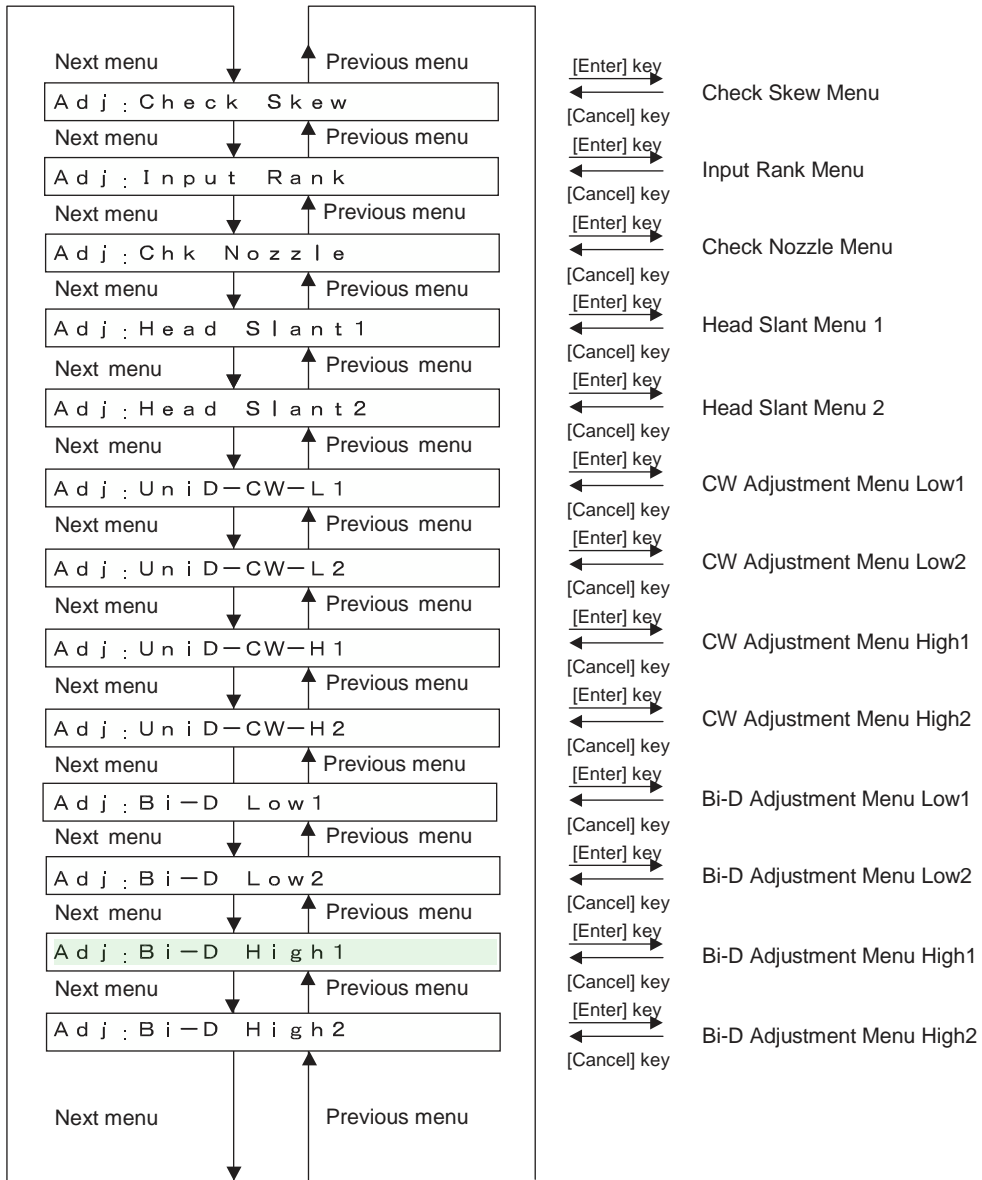 Next menu Previous menu
[Enter] key
Adj:Check Skew
Check Skew Menu
[Cancel] key
Next menu Previous menu
[Enter] key
Adj:Input Rank
Input Rank Menu
[Cancel] key
Next menu Previous menu
[Enter] key
Adj:Chk Nozzle
Check Nozzle Menu
[Cancel] key
Next menu Previous menu
[Enter] key
Adj:Head Slant1
Head Slant Menu 1
[Cancel] key
Next menu Previous menu
[Enter] key
Adj:Head Slant2
Head Slant Menu 2
[Cancel] key
Next menu Previous menu
[Enter] key
Adj:UniD-CW-L1
CW Adjustment Menu Low1
[Cancel] key
Next menu Previous menu
[Enter] key
Adj:UniD-CW-L2
CW Adjustment Menu Low2
[Cancel] key
Next menu Previous menu
[Enter] key
Adj:UniD-CW-H1
CW Adjustment Menu High1
[Cancel] key
Next menu Previous menu
[Enter] key
Adj:UniD-CW-H2
CW Adjustment Menu High2
[Cancel] key
Next menu Previous menu
[Enter] key
Adj:Bi-D Low1
Bi-D Adjustment Menu Low1
[Cancel] key
Next menu Previous menu
[Enter] key
Adj:Bi-D Low2
Bi-D Adjustment Menu Low2
[Cancel] key
Next menu Previous menu
[Enter] key
Adj:Bi-D High1
Bi-D Adjustment Menu High1
[Cancel] key
Next menu Previous menu
[Enter] key
Adj:Bi-D High2
Bi-D Adjustment Menu High2
[Cancel] key
Next menu Previous menu